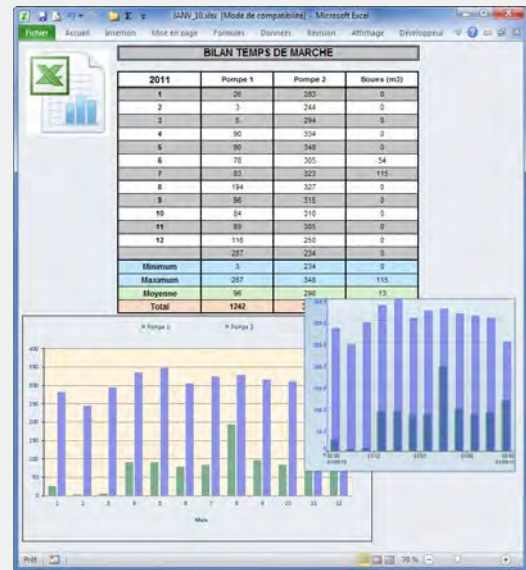 IANV_10.xlsx [Mode de compatibilité] - Microsoft Excel
Fichier Accueil Insertion Mise en page Formules Données Révision Affichage Développeur
BILAN TEMPS DE MARCHE
2011 Pompe 1 Pompe 2 Boues (m3)
1 26 283 0
2 3 244 0
3 5 294 0
4 90 334 0
5 90 348 0
6 78 305 54
7 83 323 115
8 194 327 0
9 96 315 0
10 84 310 0
11 89 305 0
12 116 250 0
287 234 0
Minimum 3 234 0
Maximum 287 348 115
Moyenne 96 298 13
Total 1242
Pompe 1 Pompe 2
400
350
300
250
200
150
100
50
0
1 2 3 4 5 6 7 8 9 10 11 12
Mois
Prêt 70 %